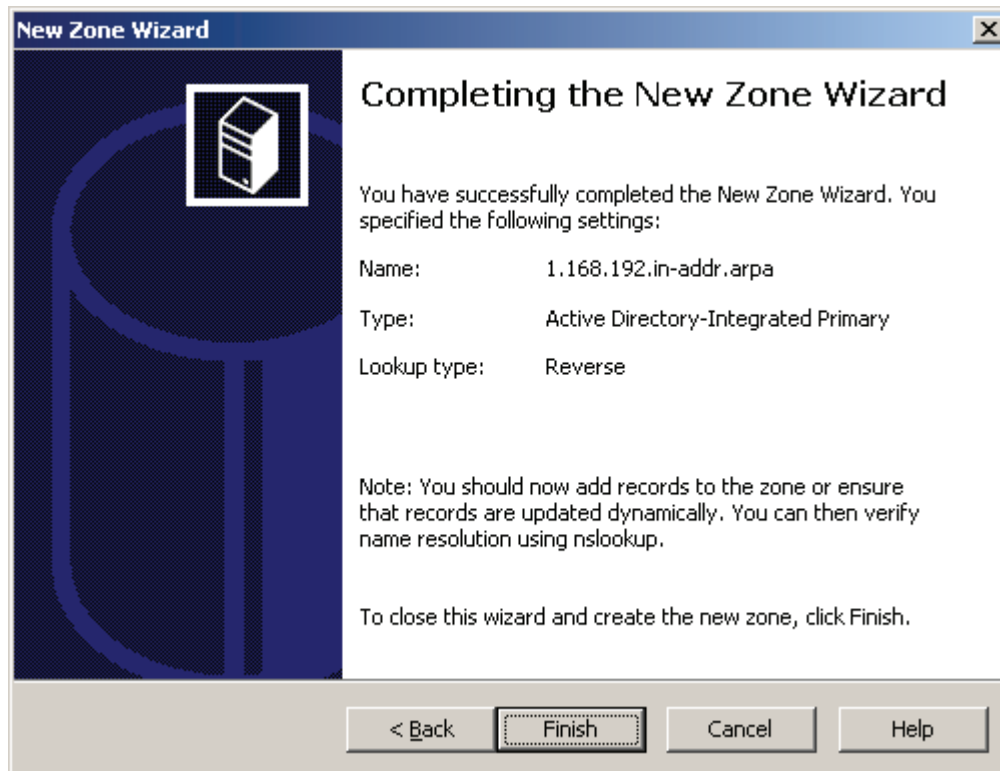 New Zone Wizard
Completing the New Zone Wizard
You have successfully completed the New Zone Wizard. You
specified the following settings:
Name: 1.168.192.in-addr.arpa
Type: Active Directory-Integrated Primary
Lookup type: Reverse
Note: You should now add records to the zone or ensure
that records are updated dynamically. You can then verify
name resolution using nslookup.
To close this wizard and create the new zone, click Finish.
< Back Finish Cancel Help